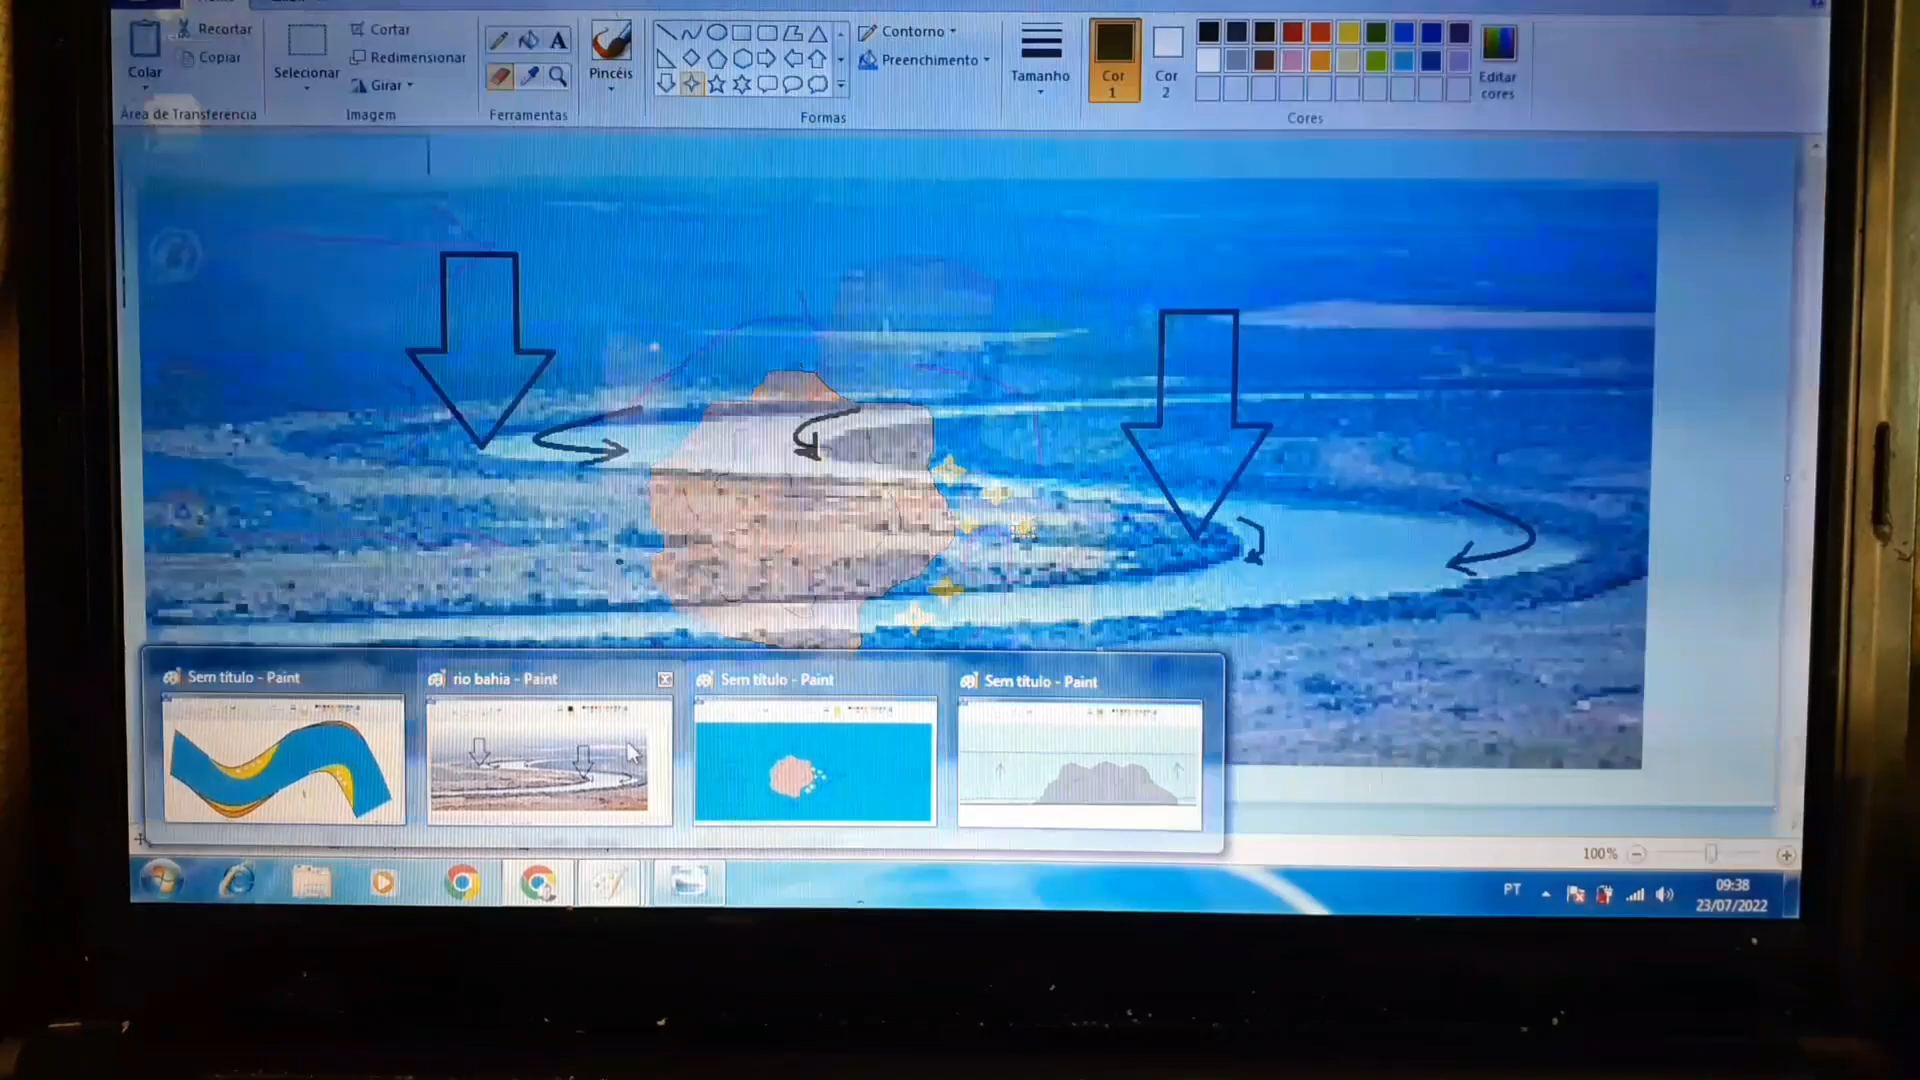 Recortar
Cortar
Copiar
Redimensionar
Girar
Colar
Selecionar
A
Pincéis
Contorno
Preenchimento
Tamanho
Cor
1
Cor
2
Editar
cores
Área de Transferência
Imagem
Ferramentas
Formas
Cores
Sem título - Paint
rio bahia - Paint
Sem título - Paint
Sem título - Paint
100%
PT
09:38
23/07/2022